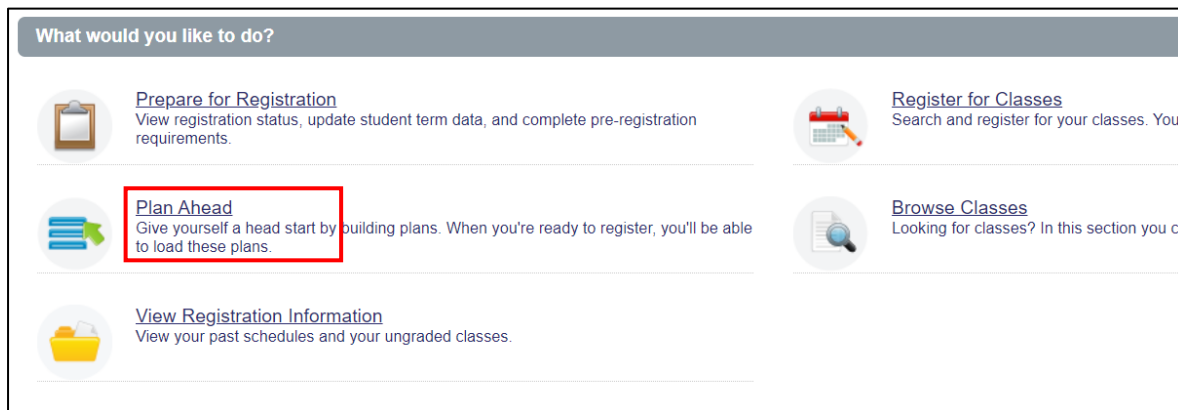 What would you like to do?
Prepare for Registration
View registration status, update student term data, and complete pre-registration
requirements.
Register for Classes
Search and register for your classes. You
Plan Ahead
Give yourself a head start by building plans. When you're ready to register, you'll be able
to load these plans.
Browse Classes
Looking for classes? In this section you c
View Registration Information
View your past schedules and your ungraded classes.